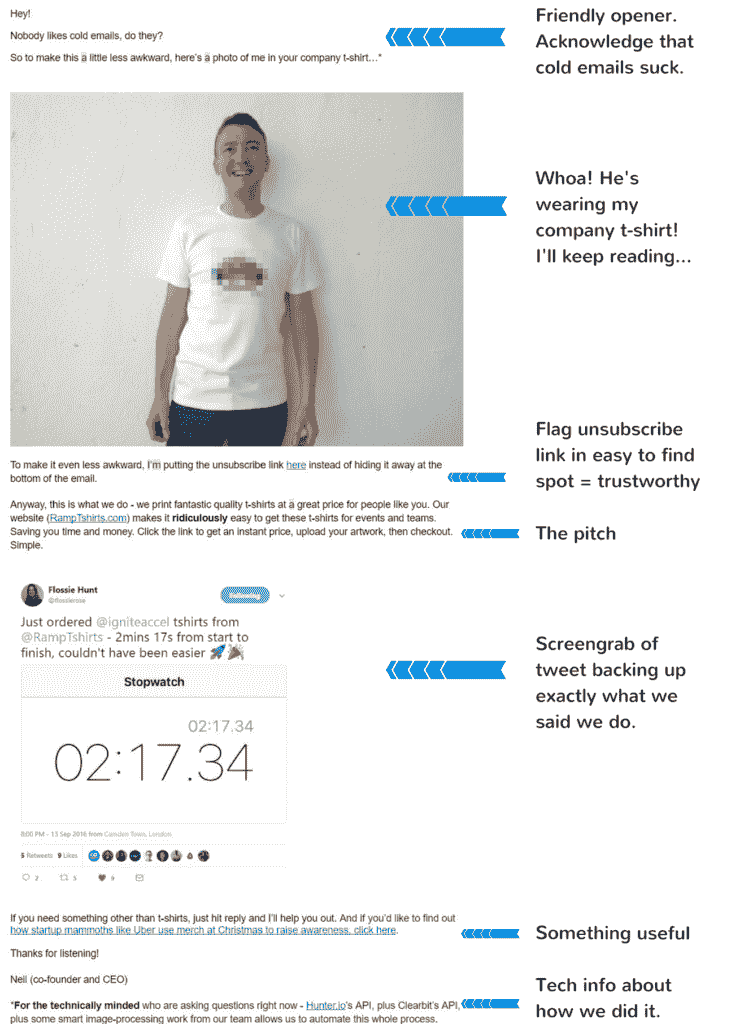 Hey!
Nobody likes cold emails, do they?
So to make this a little less awkward, here's a photo of me in your company t-shirt...*
Friendly opener.
Acknowledge that
cold emails suck.
Whoa! He's
wearing my
company t-shirt!
I'll keep reading...
To make it even less awkward, I'm putting the unsubscribe link here instead of hiding it away at the
bottom of the email.
Flag unsubscribe
link in easy to find
spot = trustworthy
Anyway, this is what we do - we print fantastic quality t-shirts at a great price for people like you. Our
website (RampTshirts.com) makes it ridiculously easy to get these t-shirts for events and teams.
Saving you time and money. Click the link to get an instant price, upload your artwork, then checkout.
Simple.
The pitch
Flossie Hunt
@flossierose
Just ordered @igniteaccel tshirts from
@RampTshirts - 2mins 17s from start to
finish, couldn't have been easier 🚀🎉
Stopwatch
02:17.34
02:17.34
8:00 PM - 13 Sep 2016 from Camden Town, London
5 Retweets 9 Likes
2 5 9
Screengrab of
tweet backing up
exactly what we
said we do.
If you need something other than t-shirts, just hit reply and I'll help you out. And if you'd like to find out
how startup mammoths like Uber use merch at Christmas to raise awareness, click here.
Something useful
Thanks for listening!
Neil (co-founder and CEO)
*For the technically minded who are asking questions right now - Hunter.io's API, plus Clearbit's API,
plus some smart image-processing work from our team allows us to automate this whole process.
Tech info about
how we did it.